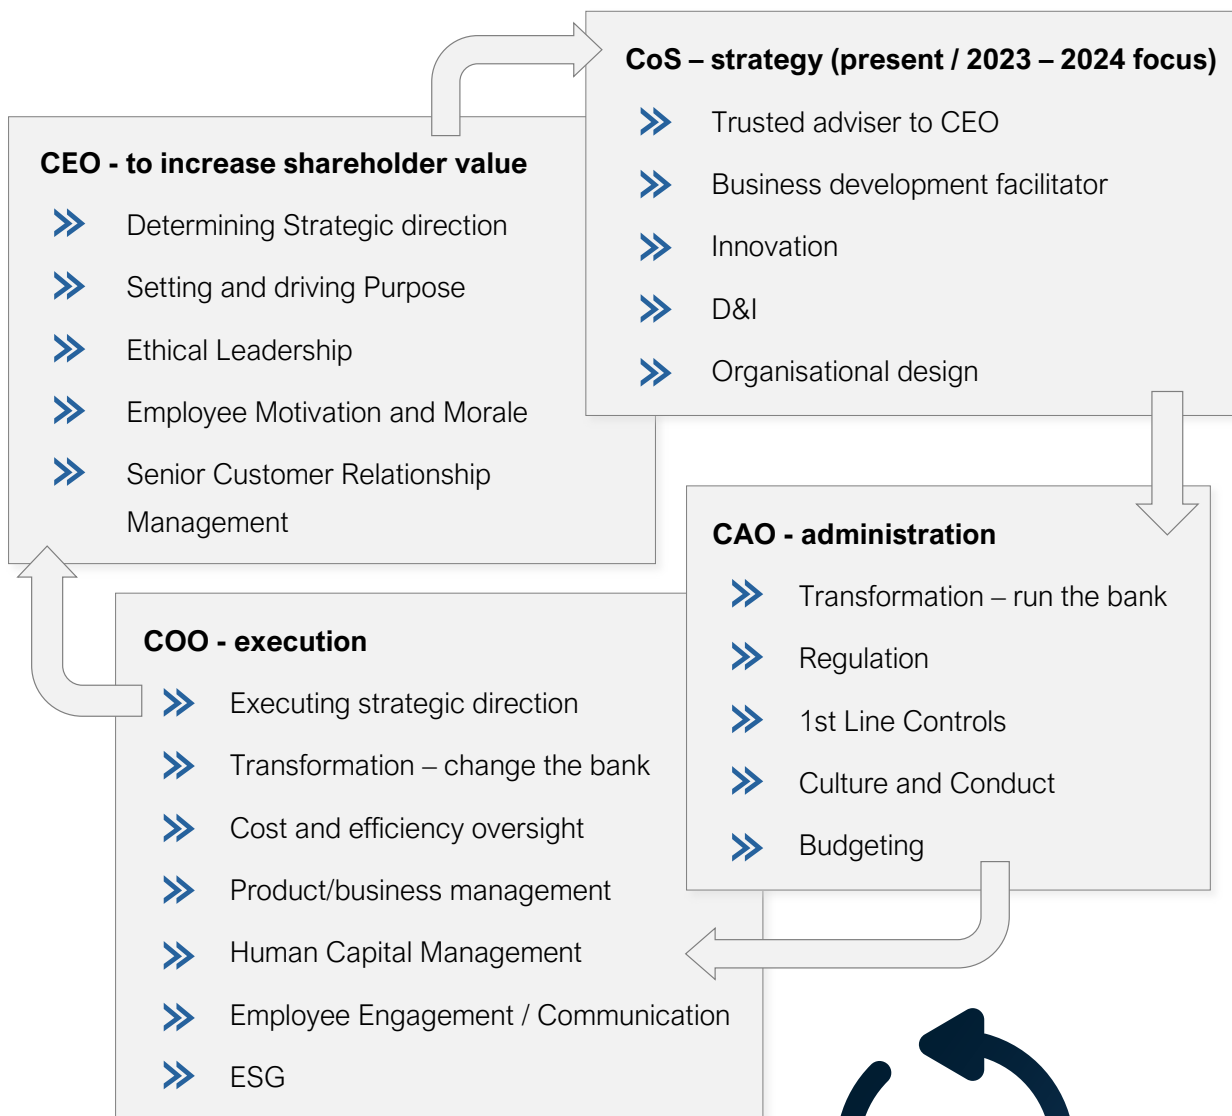 CoS – strategy (present / 2023 – 2024 focus)
Trusted adviser to CEO
Business development facilitator
Innovation
D&I
Organisational design
CEO - to increase shareholder value
Determining Strategic direction
Setting and driving Purpose
Ethical Leadership
Employee Motivation and Morale
Senior Customer Relationship
Management
CAO - administration
Transformation – run the bank
Regulation
1st Line Controls
Culture and Conduct
Budgeting
COO - execution
Executing strategic direction
Transformation – change the bank
Cost and efficiency oversight
Product/business management
Human Capital Management
Employee Engagement / Communication
ESG